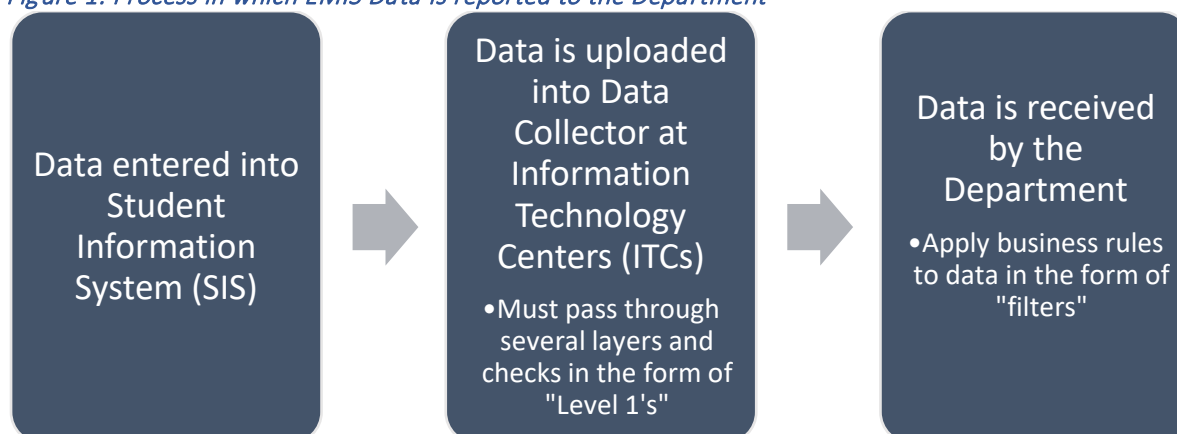 Figure 1: Process in which EMIS Data is reported to the Department
Data entered into
Student
Information
System (SIS)
Data is uploaded
into Data
Collector at
Information
Technology
Centers (ITCs)
•Must pass through
several layers and
checks in the form of
"Level 1's"
Data is received
by the
Department
•Apply business rules
to data in the form of
"filters"